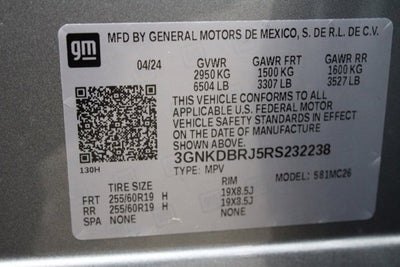 gm
MFD BY GENERAL MOTORS DE MEXICO, S. DE R.L. DE C.V.
04/24 GVWR GAWR FRT GAWR RR
2950 KG 1500 KG 1600 KG
6504 LB 3307 LB 3527 LB
THIS VEHICLE CONFORMS TO ALL
APPLICABLE U.S. FEDERAL MOTOR
VEHICLE SAFETY STANDARDS IN
EFFECT ON THE DATE OF
MANUFACTURE SHOWN ABOVE.
3GNKDBRJ5RS232238
130H TYPE: MPV MODEL: 581MC26
TIRE SIZE RIM
FRT 255/60R19 H 19X8.5J
RR 255/60R19 H 19X8.5J
SPA NONE NONE